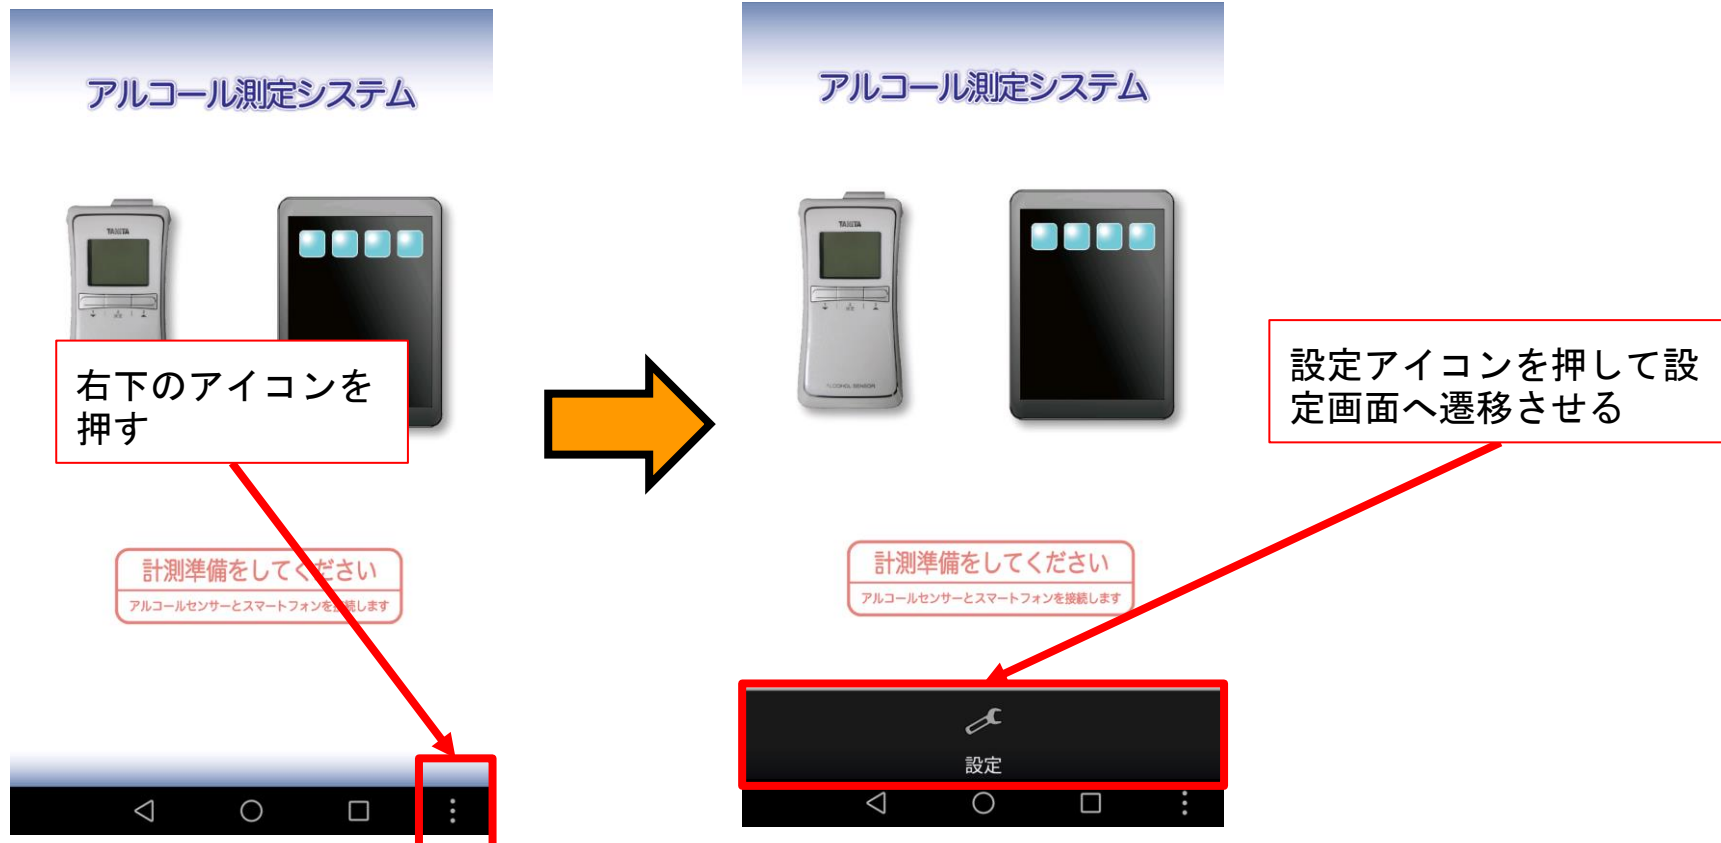 アルコール測定システム
TANITA
右下のアイコンを
押す
計測準備をしてください
アルコールセンサーとスマートフォンを接続します
アルコール測定システム
TANITA
ALCOHOL SENSOR
設定アイコンを押して設
定画面へ遷移させる
計測準備をしてください
アルコールセンサーとスマートフォンを接続します
設定